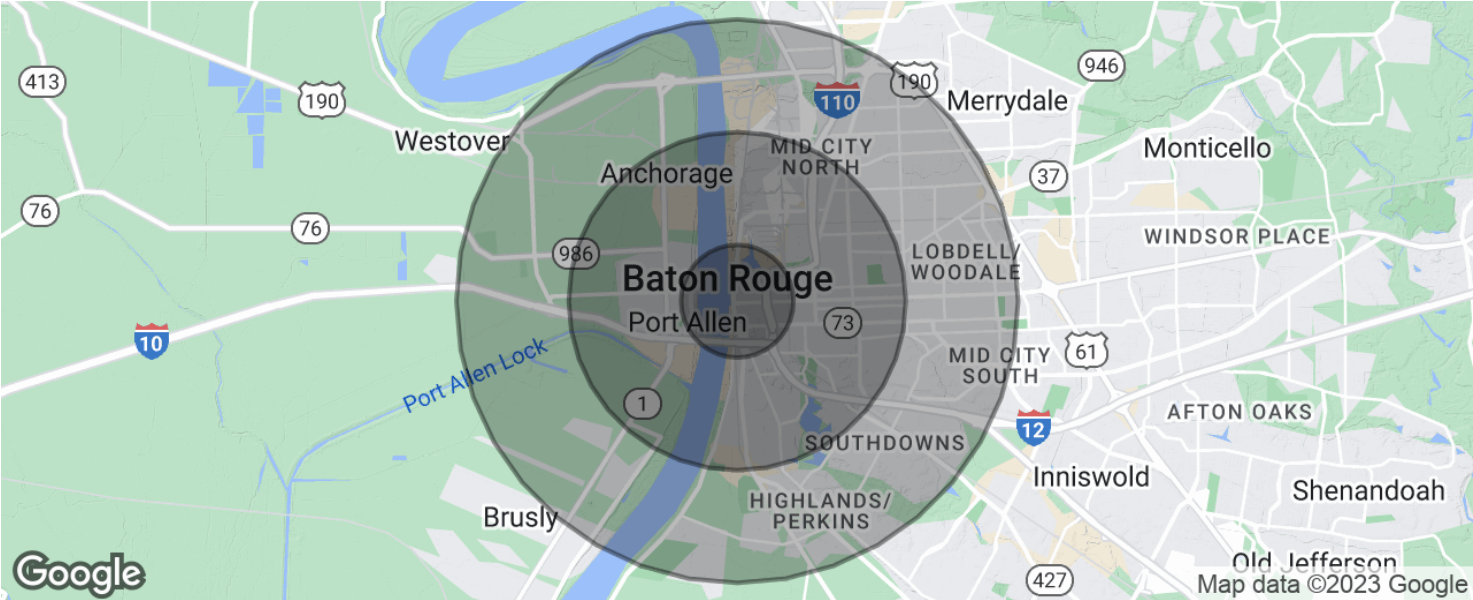 413
190
Westover
76
76
986
10
Port Allen Lock
Brusly
1
Anchorage
Baton Rouge
Port Allen
110
190
MID CITY
NORTH
Merrydale
946
Monticello
37
WINDSOR PLACE
LOBDELL/
WOODALE
73
MID CITY
SOUTH
61
12
AFTON OAKS
SOUTHDOWNS
Inniswold
Shenandoah
HIGHLANDS/
PERKINS
Old Jefferson
427
Google
Map data ©2023 Google